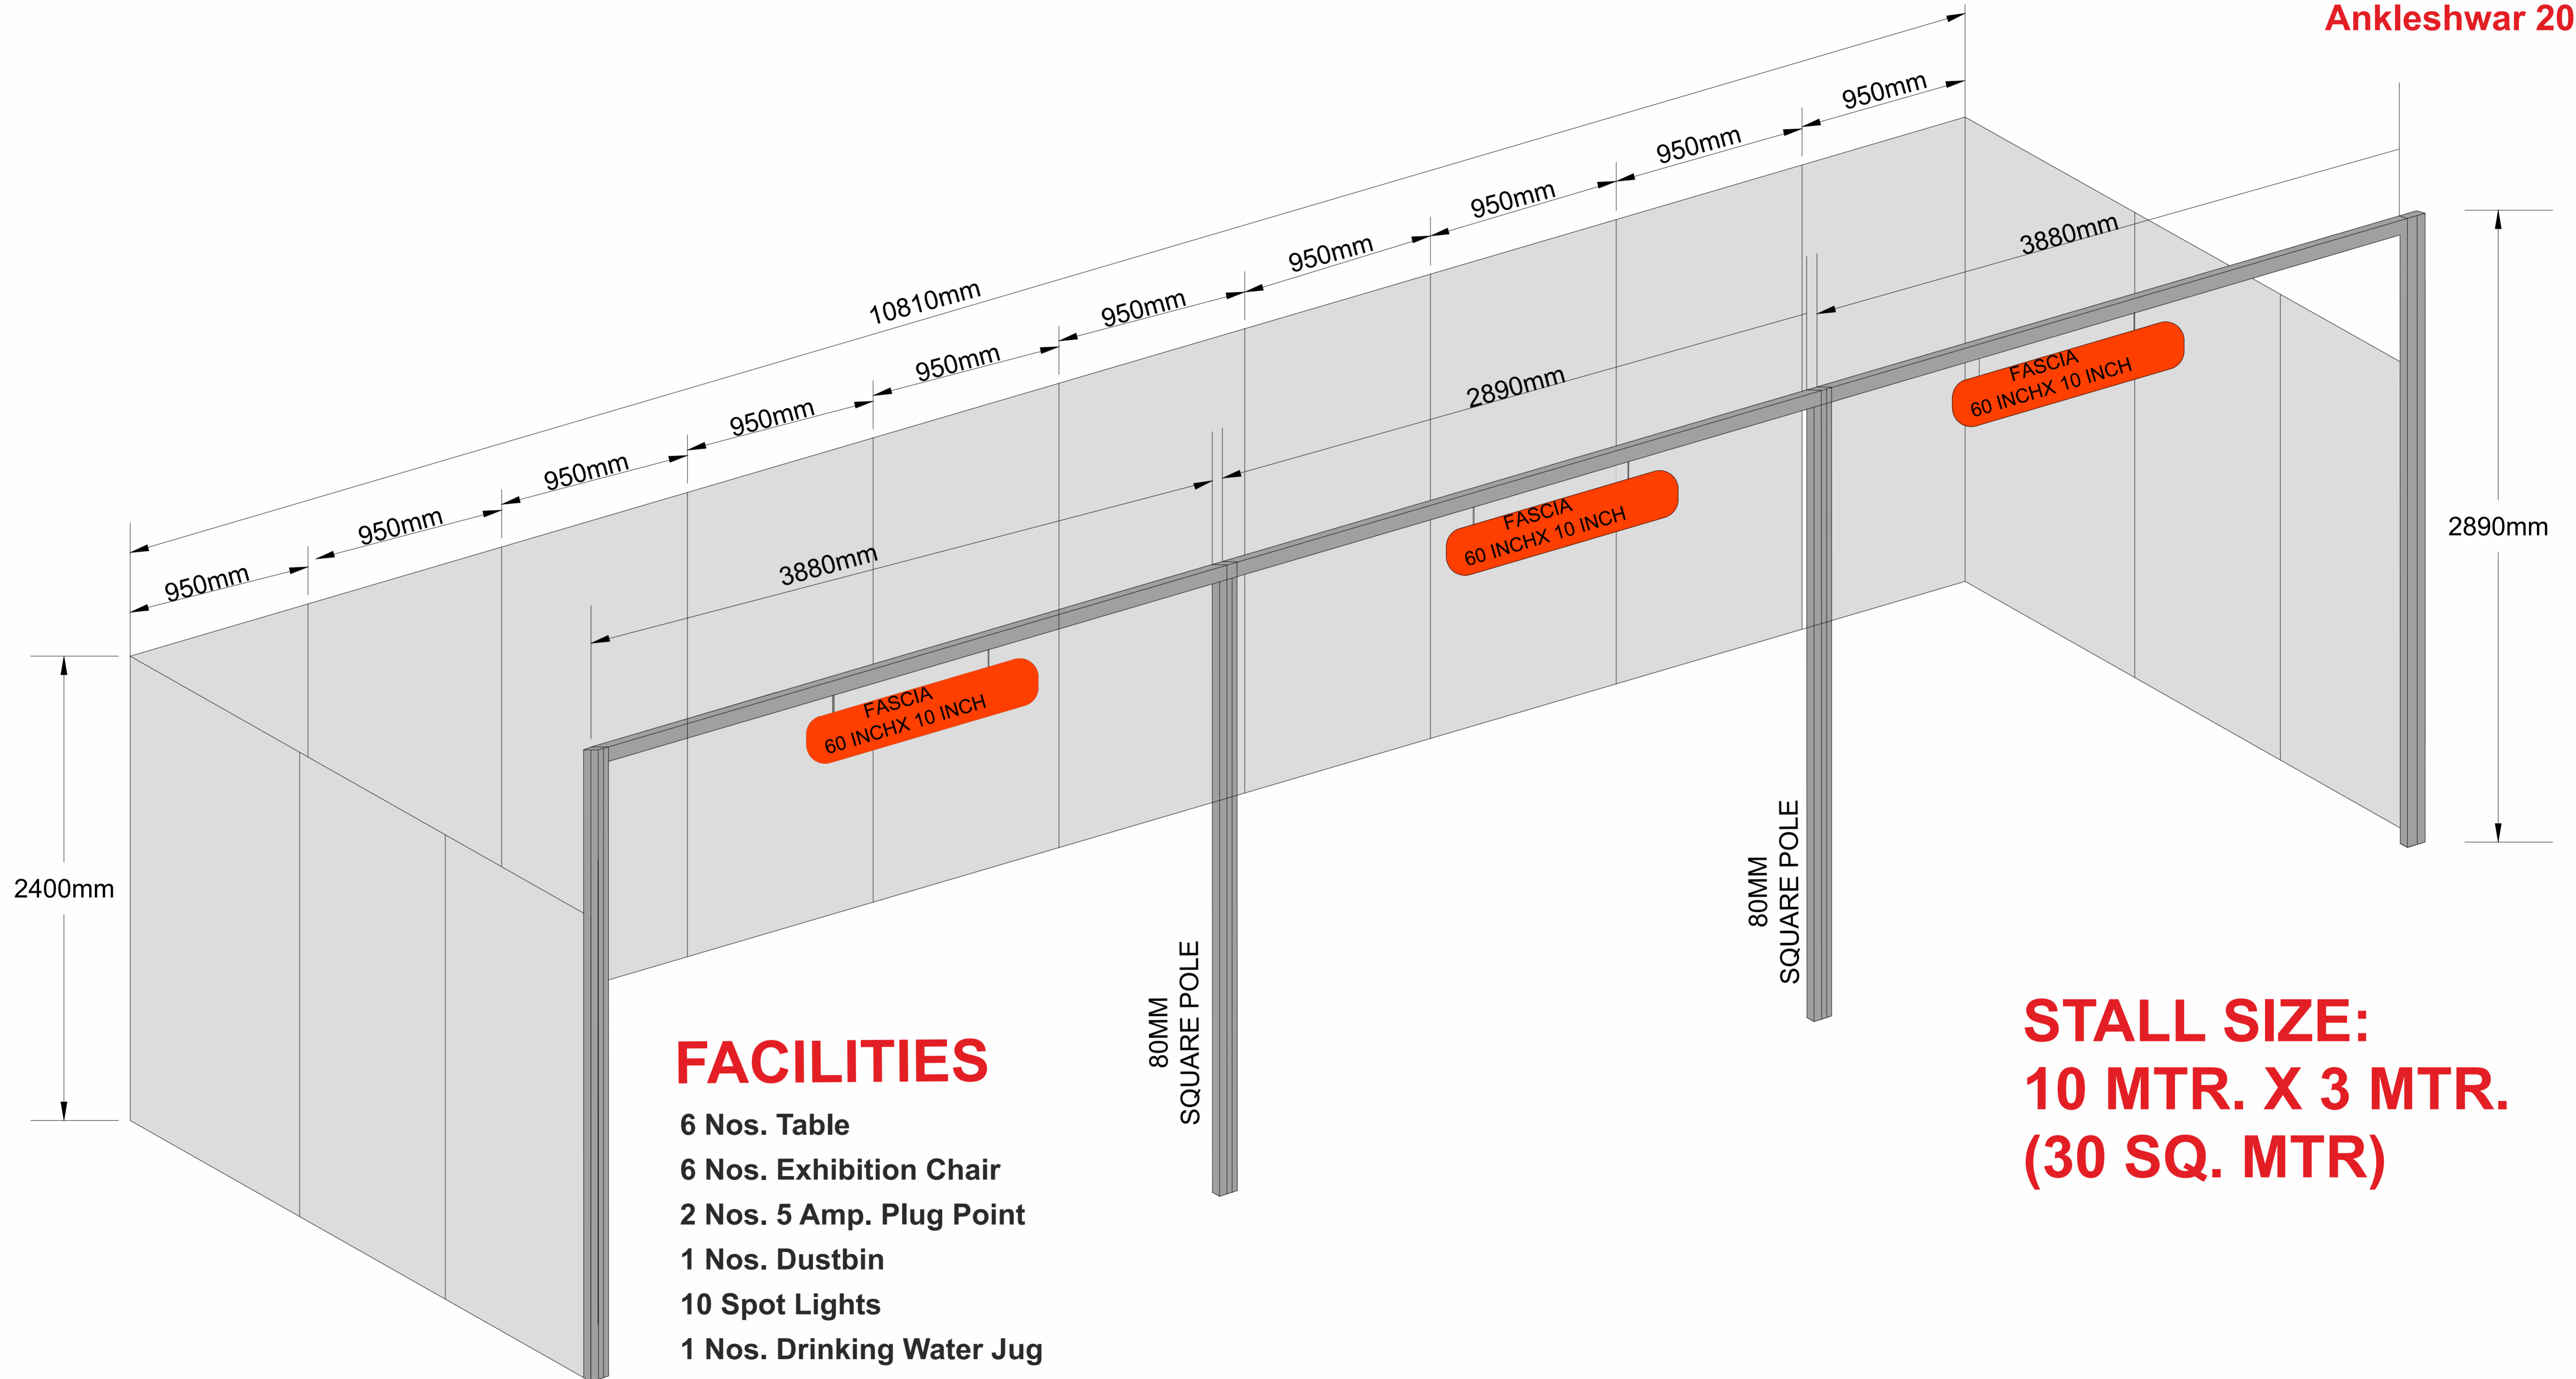 Ankleshwar 20
950mm
950mm
950mm
950mm
950mm
950mm
950mm
950mm
950mm
950mm
10810mm
3880mm
2890mm
3880mm
2890mm
2400mm
FASCIA
60 INCHX 10 INCH
FASCIA
60 INCHX 10 INCH
FASCIA
60 INCHX 10 INCH
80MM
SQUARE POLE
80MM
SQUARE POLE
FACILITIES
6 Nos. Table
6 Nos. Exhibition Chair
2 Nos. 5 Amp. Plug Point
1 Nos. Dustbin
10 Spot Lights
1 Nos. Drinking Water Jug
STALL SIZE:
10 MTR. X 3 MTR.
(30 SQ. MTR)